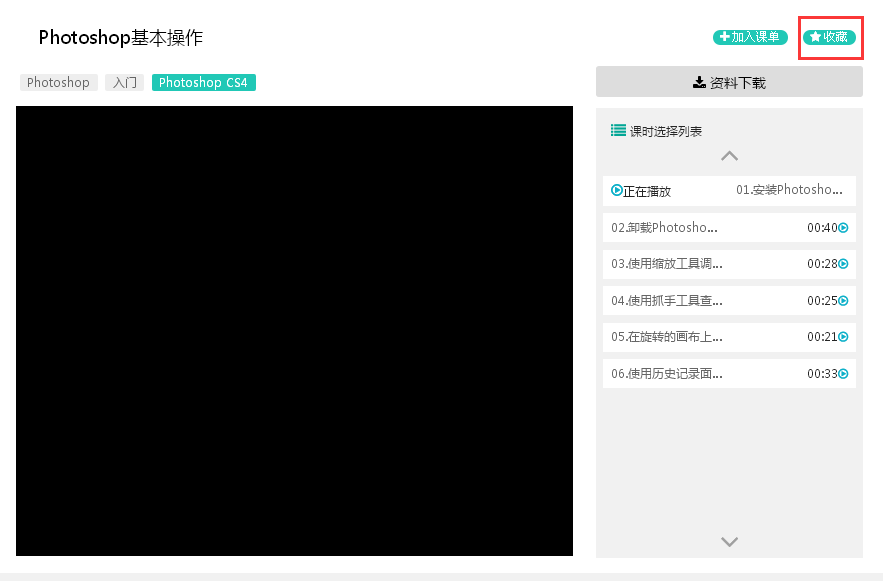 Photoshop基本操作
加入课单
收藏
Photoshop 入门 Photoshop CS4
资料下载
课时选择列表
正在播放 01.安装Photosho...
02.卸载Photosho... 00:40
03.使用缩放工具调... 00:28
04.使用抓手工具查... 00:25
05.在旋转的画布上... 00:21
06.使用历史记录面... 00:33